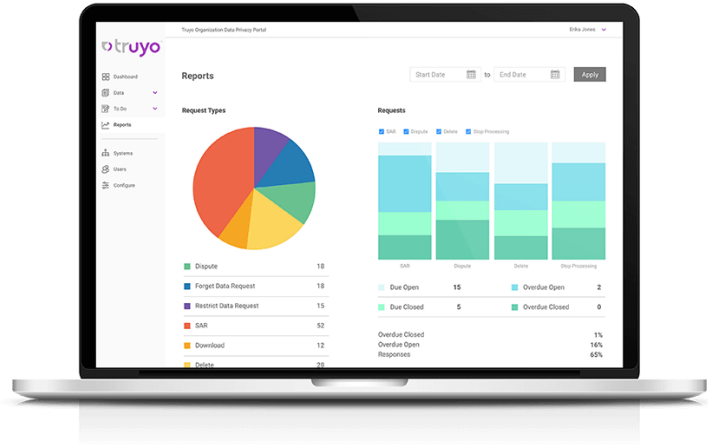 Truyo Organization Data Privacy Portal
Erika Jones
truyo
Dashboard
Data
To Do
Reports
Systems
Users
Configure
Reports
Start Date
to
End Date
Apply
Request Types
Dispute 18
Forget Data Request 18
Restrict Data Request 15
SAR 52
Download 12
Delete 20
Requests
SAR Dispute Delete Stop Processing
SAR Dispute Delete Stop Processing
Due Open 15 Overdue Open 2
Due Closed 5 Overdue Closed 0
Overdue Closed 1%
Overdue Open 16%
Responses 65%